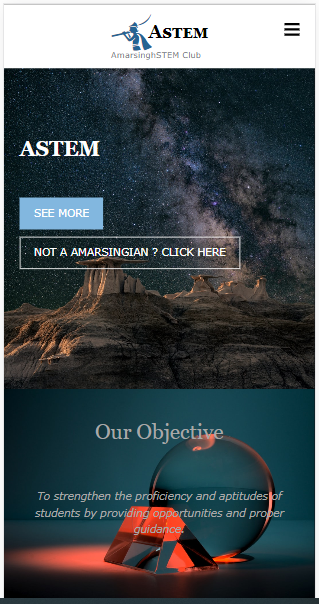 ASTEM
AmarsinghSTEM Club
ASTEM
SEE MORE
NOT A AMARSINGIAN ? CLICK HERE
Our Objective
To strengthen the proficiency and aptitudes of
students by providing opportunities and proper
guidance.